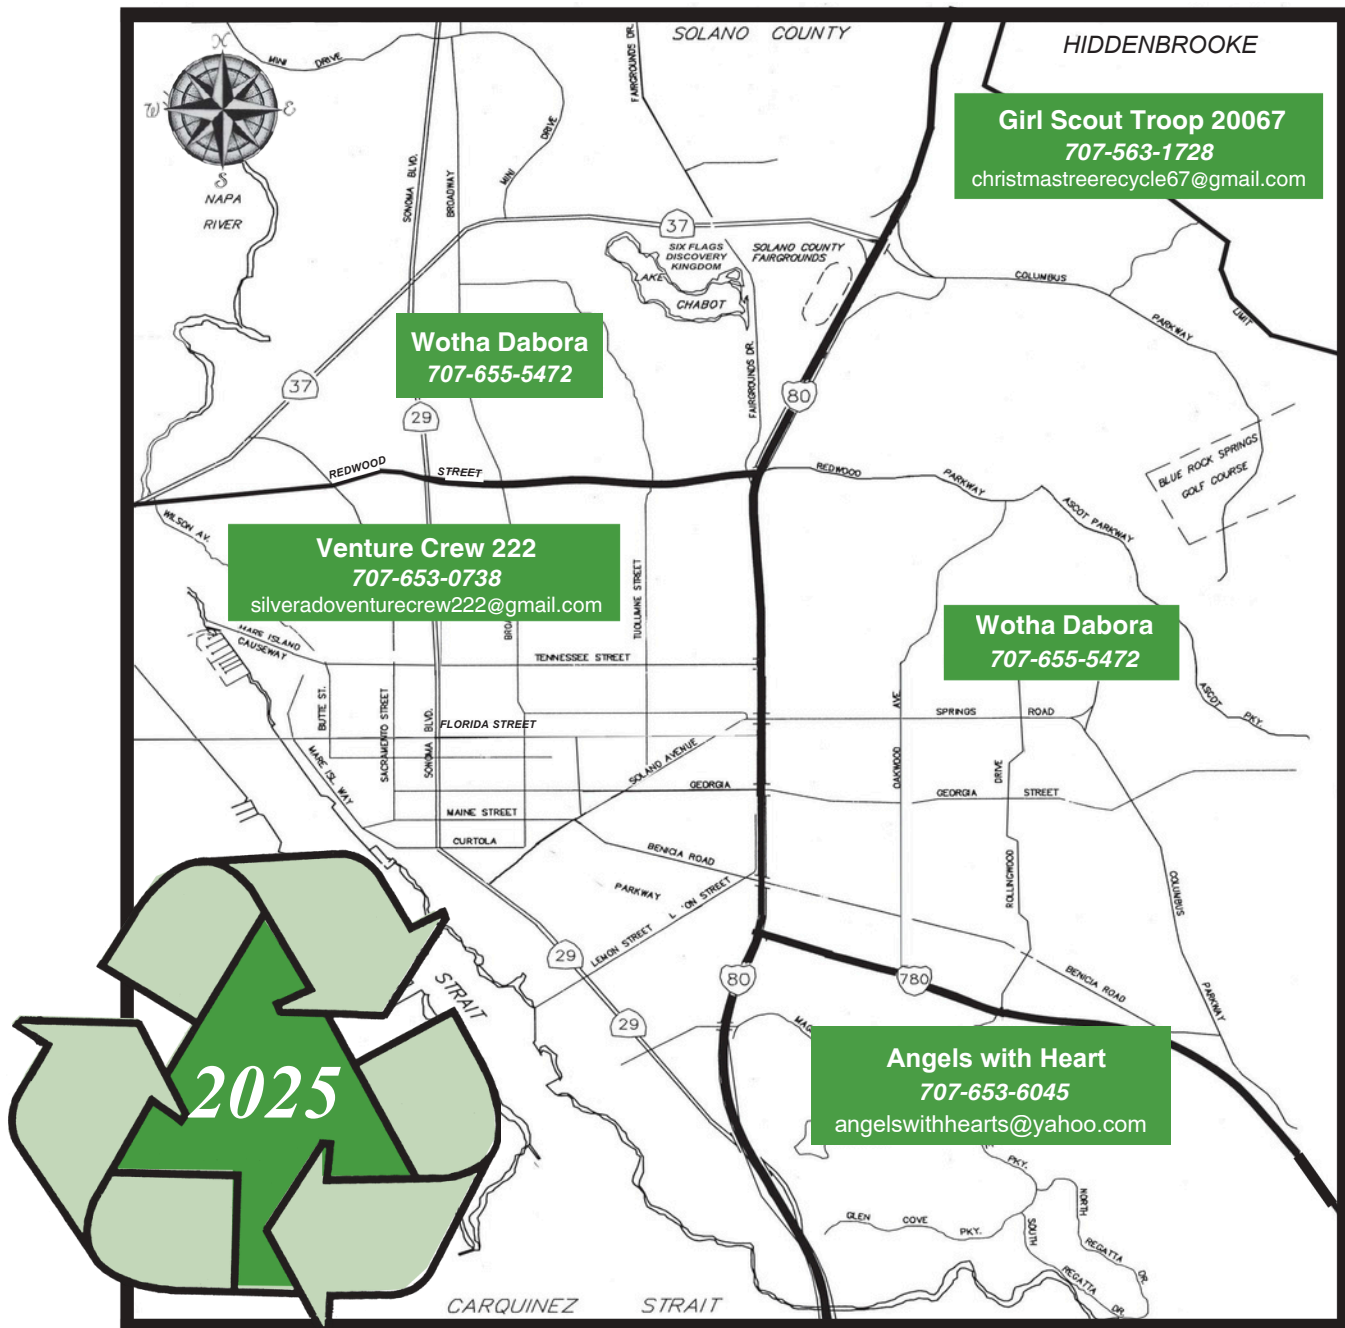 SOLANO COUNTY
HIDDENBROOKE
N
W
E
S
MINI DRIVE
FAIRGROUNDS DR.
Girl Scout Troop 20067
707-563-1728
christmastreerecycle67@gmail.com
NAPA
RIVER
SONOMA BLVD.
BROADWAY
MINI
DRIVE
37
SIX FLAGS
DISCOVERY
KINGDOM
SOLANO COUNTY
FAIRGROUNDS
LAKE
CHABOT
COLUMBUS
PARKWAY
LIMIT
Wotha Dabora
707-655-5472
FAIRGROUNDS DR.
37
80
29
REDWOOD
STREET
REDWOOD
PARKWAY
ASCOT PARKWAY
BLUE ROCK SPRINGS
GOLF COURSE
WILSON AV.
Venture Crew 222
707-653-0738
silveradoventurecrew222@gmail.com
TUOLUMNE STREET
BRO
MARE ISLAND
CAUSEWAY
TENNESSEE STREET
Wotha Dabora
707-655-5472
ASCOT
PKY.
BUTTE ST.
SACRAMENTO STREET
SONOMA BLVD.
FLORIDA STREET
AVE
OAKWOOD
SPRINGS ROAD
MARE ISL. WAY
SOLANO AVENUE
DRIVE
ROLLINGWOOD
GEORGIA
GEORGIA STREET
MAINE STREET
CURTOLA
PARKWAY
BENICIA ROAD
COLUMBUS
PARKWAY
LEMON STREET
L 'ON STREET
29
80
780
BENICIA ROAD
STRAIT
29
MAG
Angels with Heart
707-653-6045
angelswithhearts@yahoo.com
2025
PKY.
GLEN COVE PKY.
NORTH
REGATTA
DR.
SOUTH
REGATTA
DR.
CARQUINEZ STRAIT